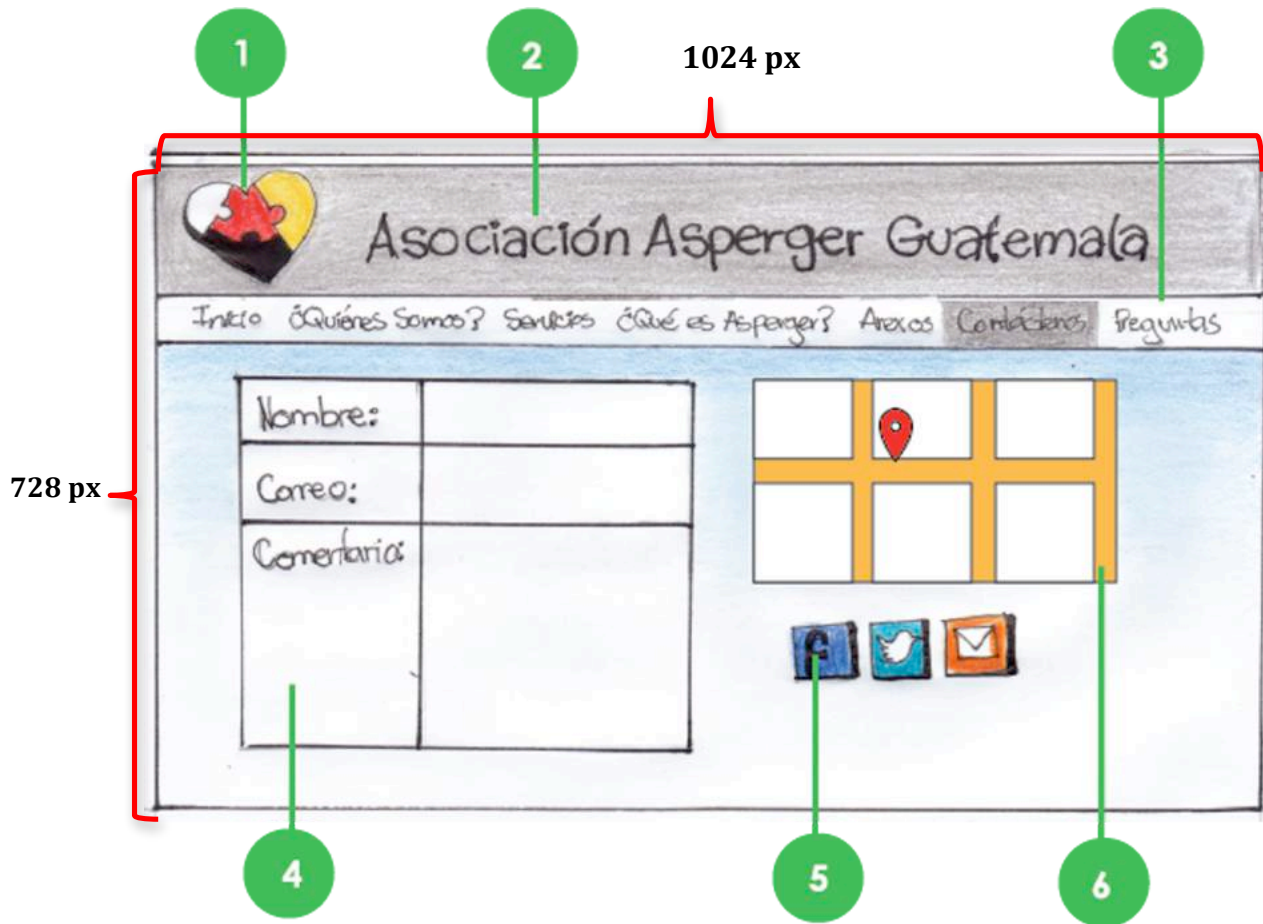 1
2
1024 px
3
Asociación Asperger Guatemala
Inicio ¿Quiénes Somos? Servicios ¿Qué es Asperger? Anexos Contáctenos Preguntas
Nombre:
Correo:
728 px
Comentario:
f
4
5
6